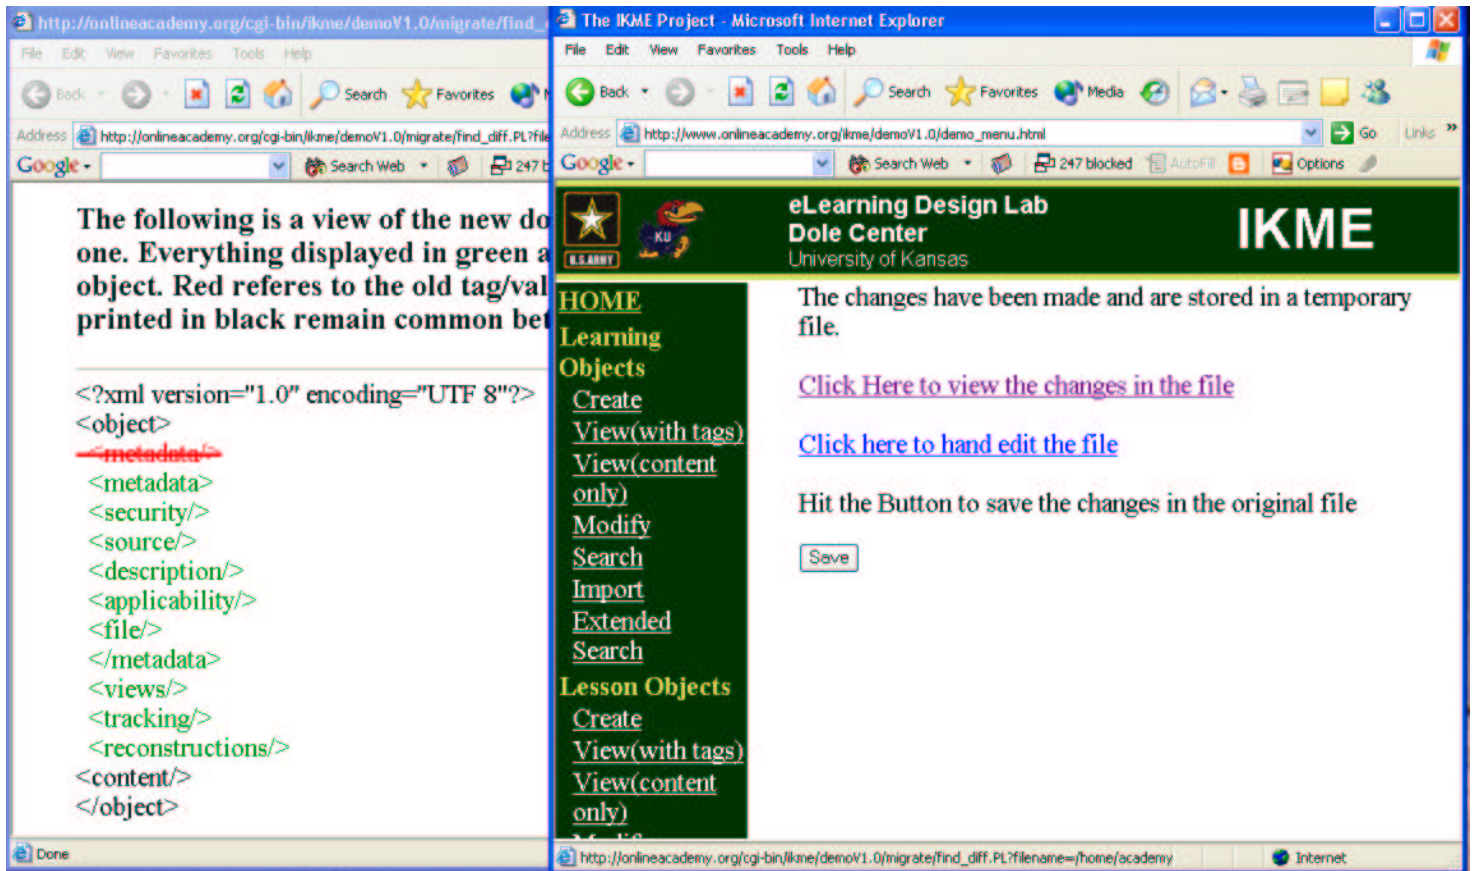 http://onlineacademy.org/cgi-bin/ikme/demoV1.0/migrate/find_
File Edit View Favorites Tools Help
Back Search Favorites
Address http://onlineacademy.org/cgi-bin/ikme/demoV1.0/migrate/find_diff.PL?file
Google Search Web 247 b
The following is a view of the new do
one. Everything displayed in green a
object. Red referes to the old tag/val
printed in black remain common bet
<?xml version="1.0" encoding="UTF 8"?>
<object>
<metadata/>
<metadata>
<security/>
<source/>
<description/>
<applicability/>
<file/>
</metadata>
<views/>
<tracking/>
<reconstructions/>
<content/>
</object>
Done
The IKME Project - Microsoft Internet Explorer
File Edit View Favorites Tools Help
Back Search Favorites Media
Address http://www.onlineacademy.org/ikme/demoV1.0/demo_menu.html Go Links »
Google Search Web 247 blocked AutoFill Options
U.S.ARMY
KU
eLearning Design Lab
Dole Center
University of Kansas
IKME
HOME
Learning
Objects
Create
View(with tags)
View(content
only)
Modify
Search
Import
Extended
Search
Lesson Objects
Create
View(with tags)
View(content
only)
The changes have been made and are stored in a temporary
file.
Click Here to view the changes in the file
Click here to hand edit the file
Hit the Button to save the changes in the original file
Save
http://onlineacademy.org/cgi-bin/ikme/demoV1.0/migrate/find_diff.PL?filename=/home/academy Internet